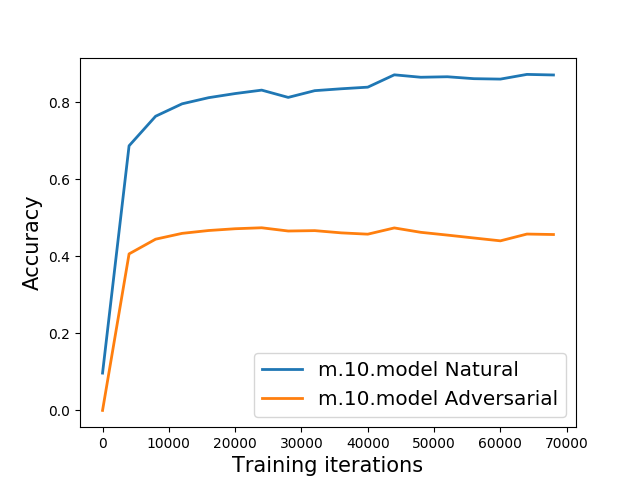 Accuracy
0.8
0.6
0.4
0.2
0.0
m.10.model Natural
m.10.model Adversarial
0 10000 20000 30000 40000 50000 60000 70000
Training iterations